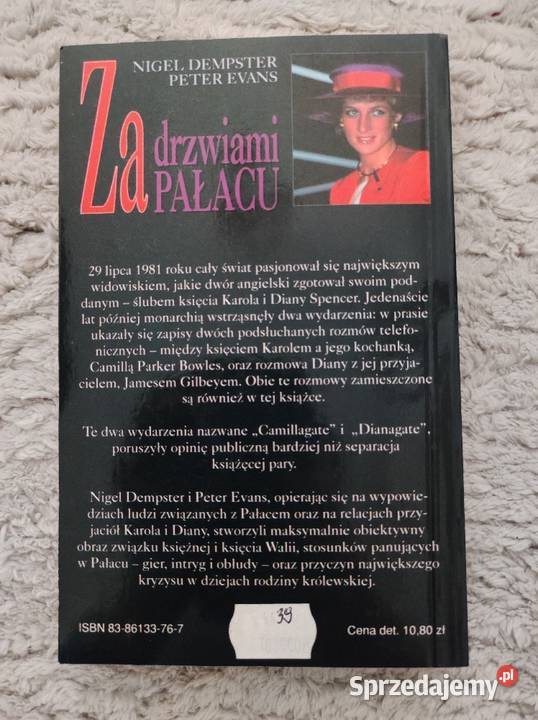 NIGEL DEMPSTER
PETER EVANS
Za drzwiami
PAŁACU
29 lipca 1981 roku cały świat pasjonował się największym
widowiskiem, jakie dwór angielski zgotował swoim pod-
danym – ślubem księcia Karola i Diany Spencer. Jedenaście
lat później monarchią wstrząsnęły dwa wydarzenia: w prasie
ukazały się zapisy dwóch podsłuchanych rozmów telefo-
nicznych – między księciem Karolem a jego kochanką,
Camillą Parker Bowles, oraz rozmowa Diany z jej przyja-
cielem, Jamesem Gilbeyem. Obie te rozmowy zamieszczone
są również w tej książce.
Te dwa wydarzenia nazwane „Camillagate” i „Dianagate”,
poruszyły opinię publiczną bardziej niż separacja
książęcej pary.
Nigel Dempster i Peter Evans, opierając się na wypowie-
dziach ludzi związanych z Pałacem oraz na relacjach przy-
jaciół Karola i Diany, stworzyli maksymalnie obiektywny
obraz związku księżnej i księcia Walii, stosunków panujących
w Pałacu – gier, intryg i obłudy – oraz przyczyn największego
kryzysu w dziejach rodziny królewskiej.
ISBN 83-86133-76-7
39
Cena det. 10,80 zł
Sprzedajemy.pl